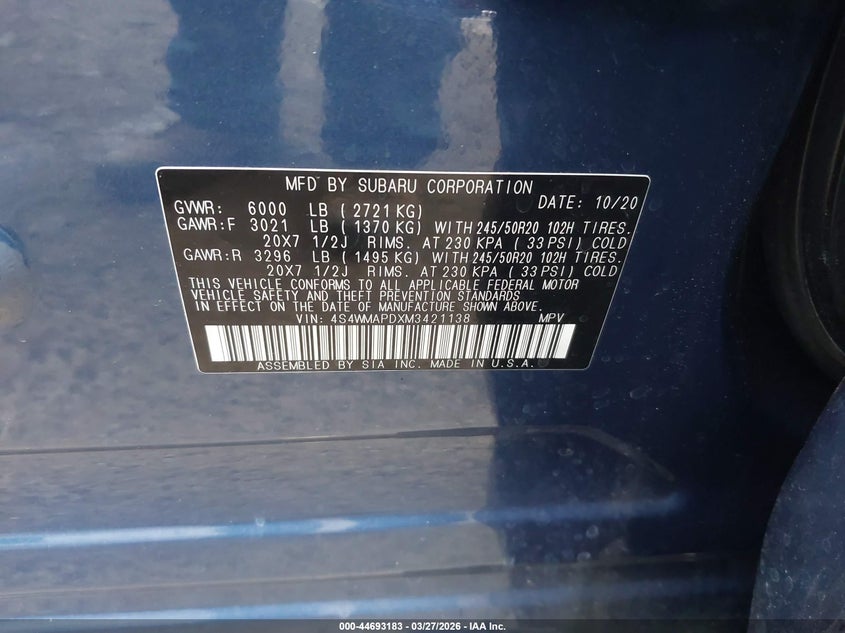 MFD BY SUBARU CORPORATION
DATE: 10/20
GVWR: 6000 LB ( 2721 KG)
GAWR:F 3021 LB ( 1370 KG) WITH 245/50R20 102H TIRES.
20X7 1/2J RIMS. AT 230 KPA ( 33 PSI) COLD
GAWR:R 3296 LB ( 1495 KG) WITH 245/50R20 102H TIRES.
20X7 1/2J RIMS. AT 230 KPA ( 33 PSI) COLD
THIS VEHICLE CONFORMS TO ALL APPLICABLE FEDERAL MOTOR
VEHICLE SAFETY AND THEFT PREVENTION STANDARDS
IN EFFECT ON THE DATE OF MANUFACTURE SHOWN ABOVE.
VIN: 4S4WMAPDXM3421138 MPV
ASSEMBLED BY SIA INC. MADE IN U.S.A.
000-44693183 - 03/27/2026 - IAA Inc.